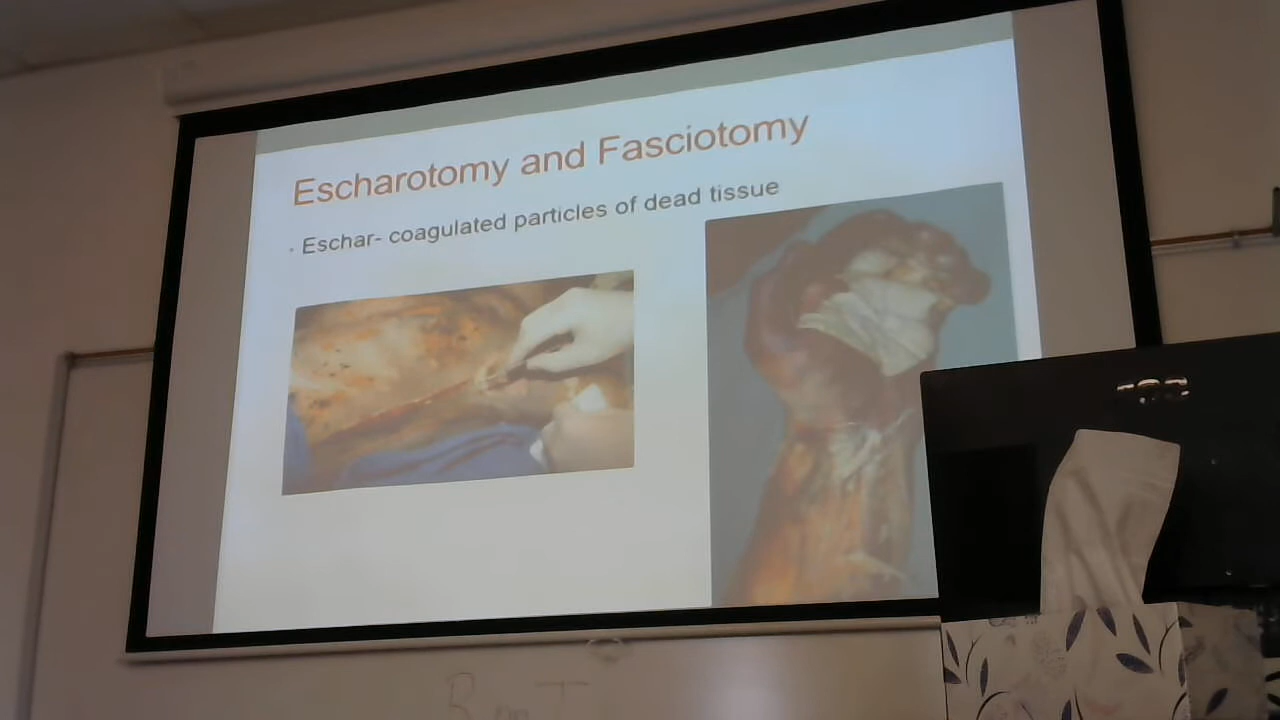 Escharotomy and Fasciotomy
· Eschar- coagulated particles of dead tissue